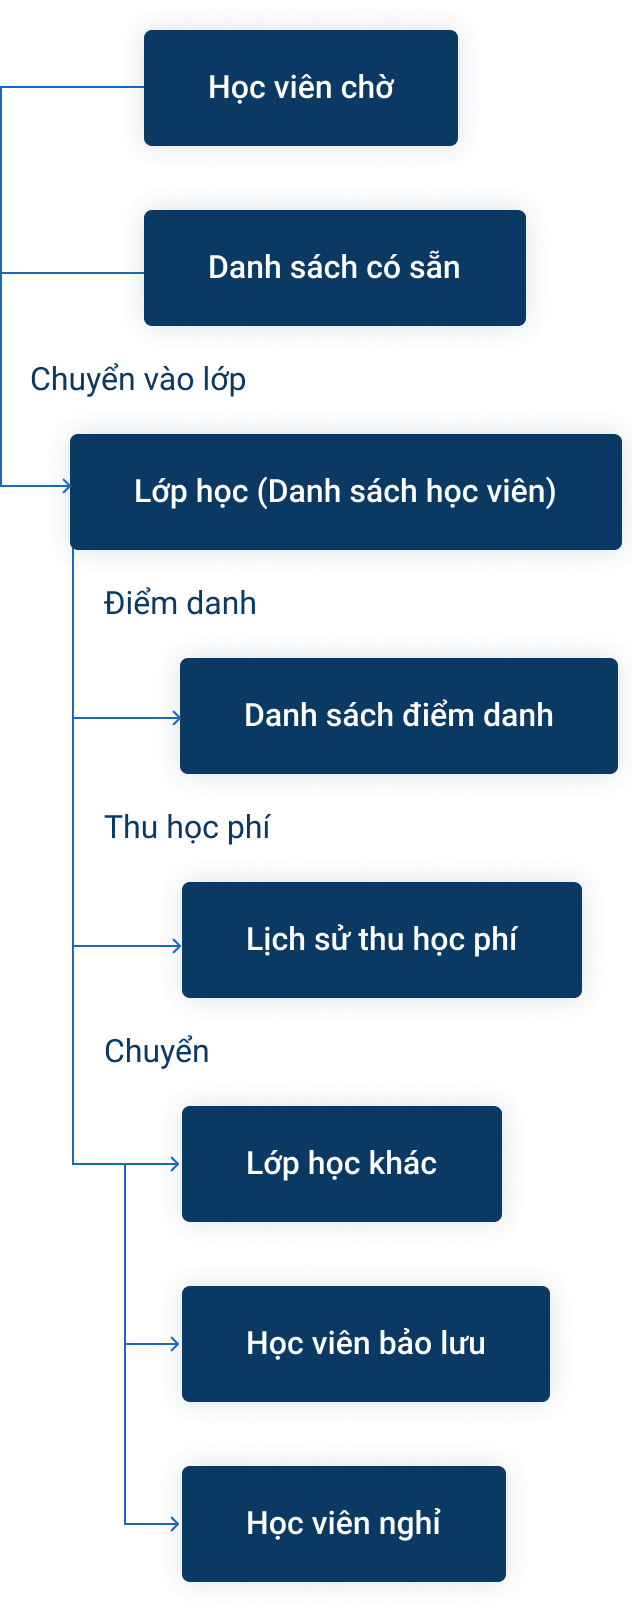 Học viên chờ
Danh sách có sẵn
Chuyển vào lớp
Lớp học (Danh sách học viên)
Điểm danh
Danh sách điểm danh
Thu học phí
Lịch sử thu học phí
Chuyển
Lớp học khác
Học viên bảo lưu
Học viên nghỉ